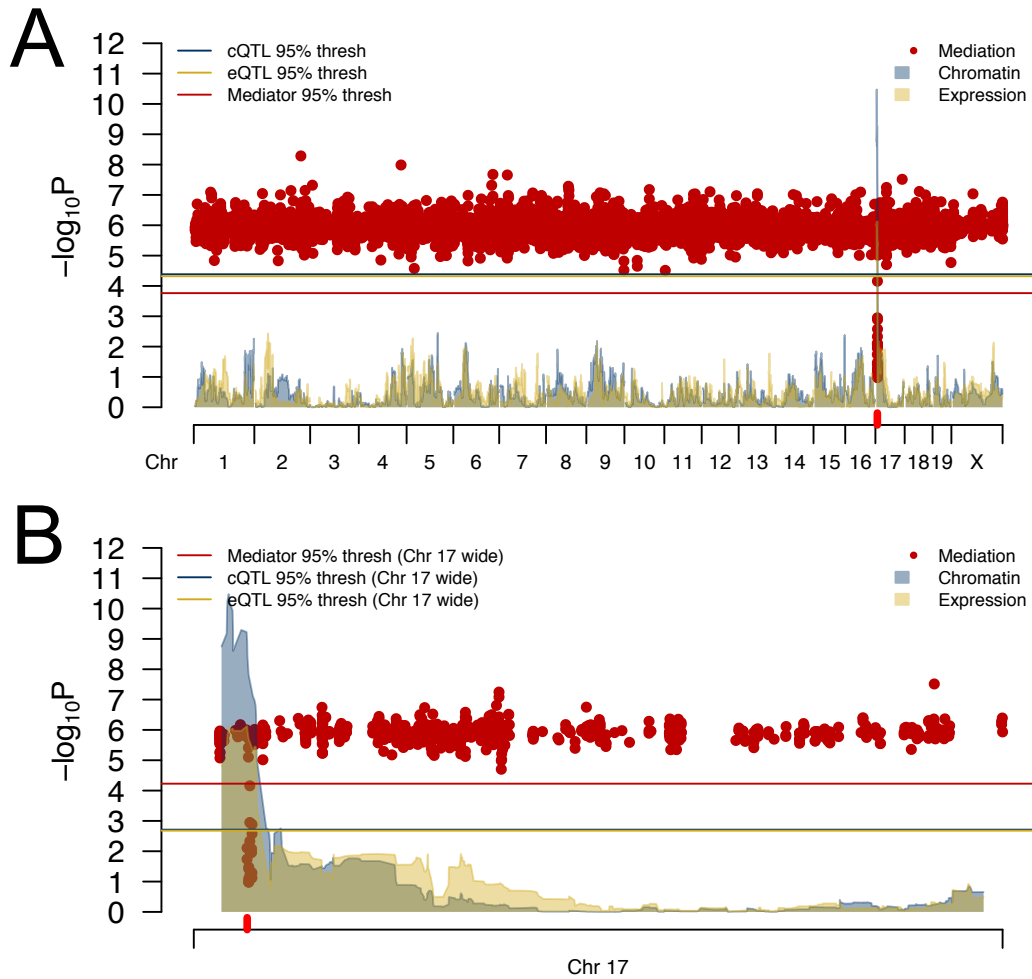 A
cQTL 95% thresh
eQTL 95% thresh
Mediator 95% thresh
Mediation
Chromatin
Expression
12
11
10
9
8
7
6
5
4
3
2
1
0
−log10P
Chr 1 2 3 4 5 6 7 8 9 10 11 12 13 14 15 16 17 18 19 X
B
Mediator 95% thresh (Chr 17 wide)
cQTL 95% thresh (Chr 17 wide)
eQTL 95% thresh (Chr 17 wide)
Mediation
Chromatin
Expression
12
11
10
9
8
7
6
5
4
3
2
1
0
−log10P
Chr 17